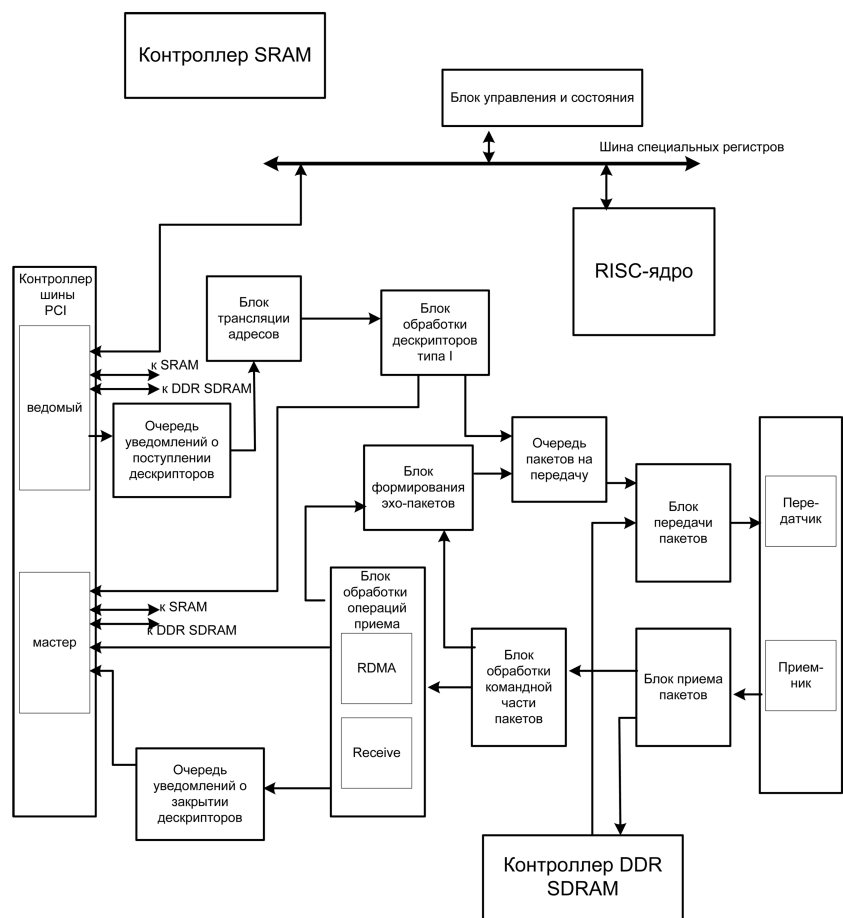 Контроллер SRAM
Блок управления и состояния
Шина специальных регистров
RISC-ядро
Контроллер
шины
PCI
ведомый
к SRAM
к DDR SDRAM
Блок
трансляции
адресов
Блок
обработки
дескрипторов
типа I
Очередь
уведомлений о
поступлении
дескрипторов
Блок
формирования
эхо-пакетов
Очередь
пакетов на
передачу
Блок
передачи
пакетов
Пере-
датчик
мастер
к SRAM
к DDR SDRAM
Блок
обработки
операций
приема
RDMA
Receive
Блок
обработки
командной
части
пакетов
Блок приема
пакетов
Прием-
ник
Очередь
уведомлений о
закрытии
дескрипторов
Контроллер DDR
SDRAM